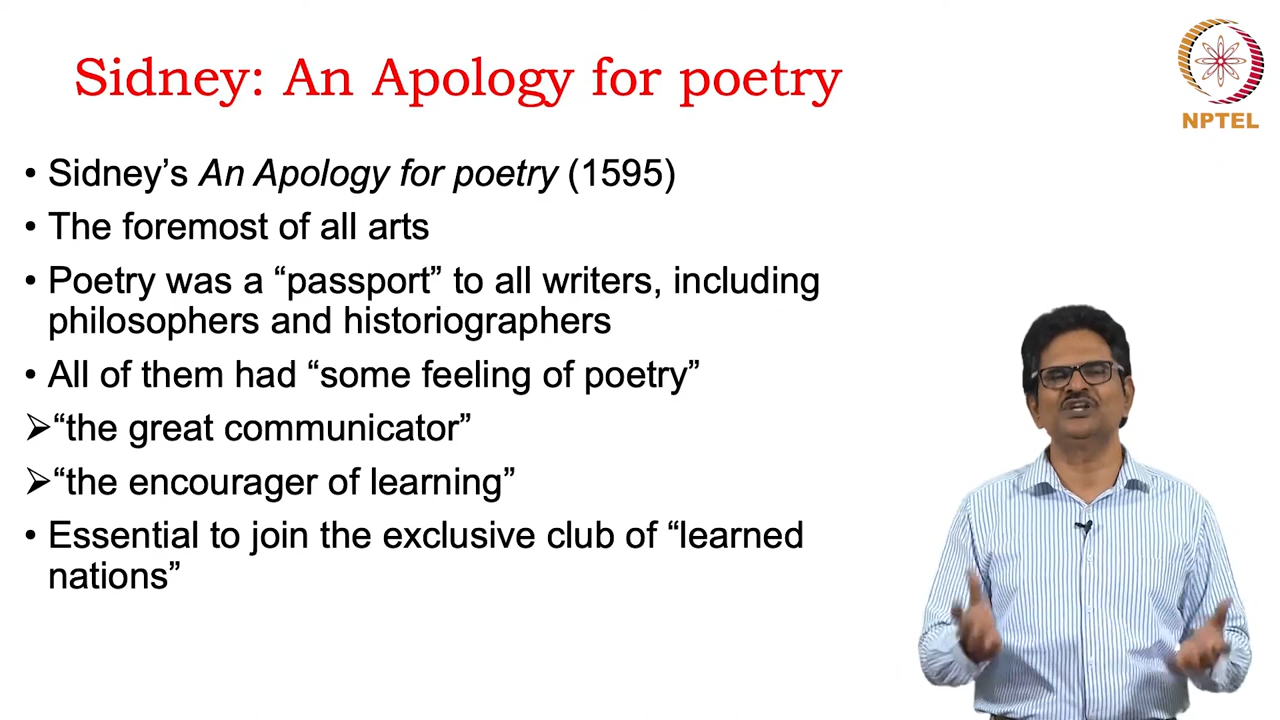 Sidney: An Apology for poetry
NPTEL
• Sidney’s An Apology for poetry (1595)
• The foremost of all arts
• Poetry was a “passport” to all writers, including
philosophers and historiographers
• All of them had “some feeling of poetry”
➢“the great communicator”
➢“the encourager of learning”
• Essential to join the exclusive club of “learned
nations”